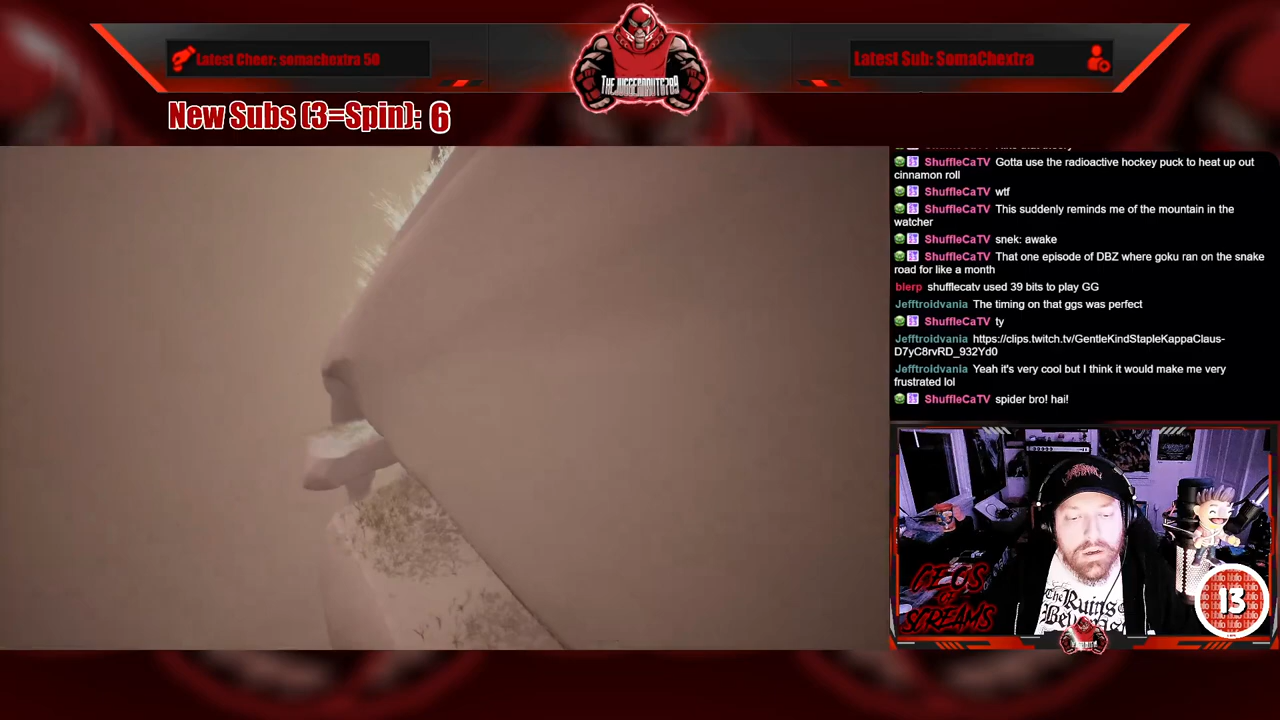 Latest Cheer: somachextra 50
THEJUGGERNAUT6789
Latest Sub: SomaChextra
New Subs (3=Spin): 6
ShuffleCaTV Gotta use the radioactive hockey puck to heat up out
cinnamon roll
ShuffleCaTV wtf
ShuffleCaTV This suddenly reminds me of the mountain in the
watcher
ShuffleCaTV snek: awake
ShuffleCaTV That one episode of DBZ where goku ran on the snake
road for like a month
blerp shufflecatv used 39 bits to play GG
Jefftroidvania The timing on that ggs was perfect
ShuffleCaTV ty
Jefftroidvania https://clips.twitch.tv/GentleKindStapleKappaClaus-
D7yC8rvRD_932Yd0
Jefftroidvania Yeah it's very cool but I think it would make me very
frustrated lol
ShuffleCaTV spider bro! hai!
SCREAMS
The Ruins
13